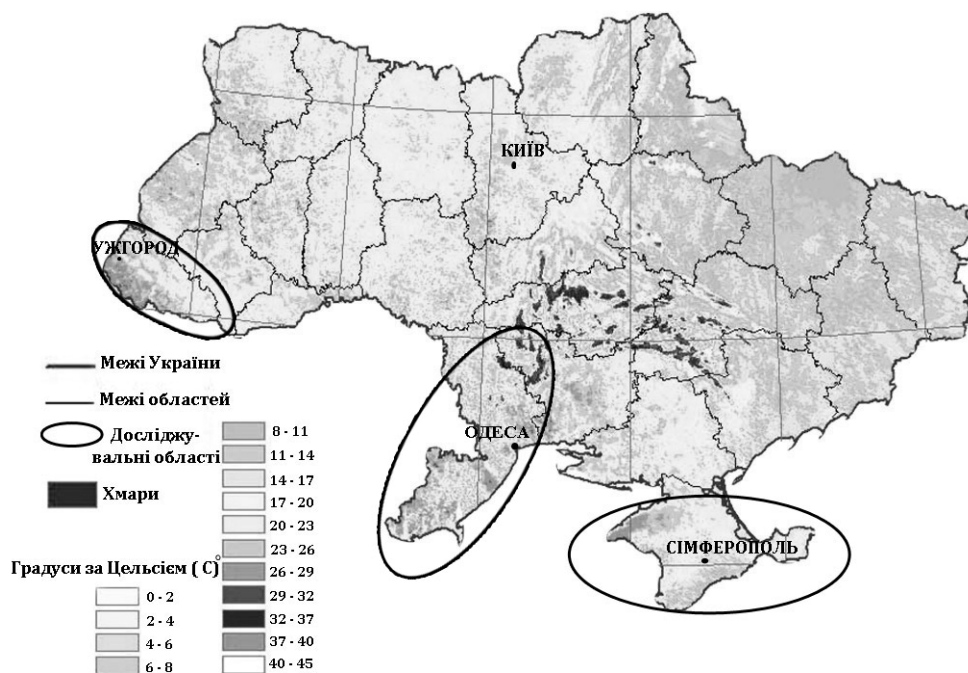 КИЇВ
УЖГОРОД
ОДЕСА
СІМФЕРОПОЛЬ
Межі України
Межі областей
Досліджу-
вальні області
Хмари
Градуси за Цельсієм ( С)°
0 - 2
2 - 4
4 - 6
6 - 8
8 - 11
11 - 14
14 - 17
17 - 20
20 - 23
23 - 26
26 - 29
29 - 32
32 - 37
37 - 40
40 - 45